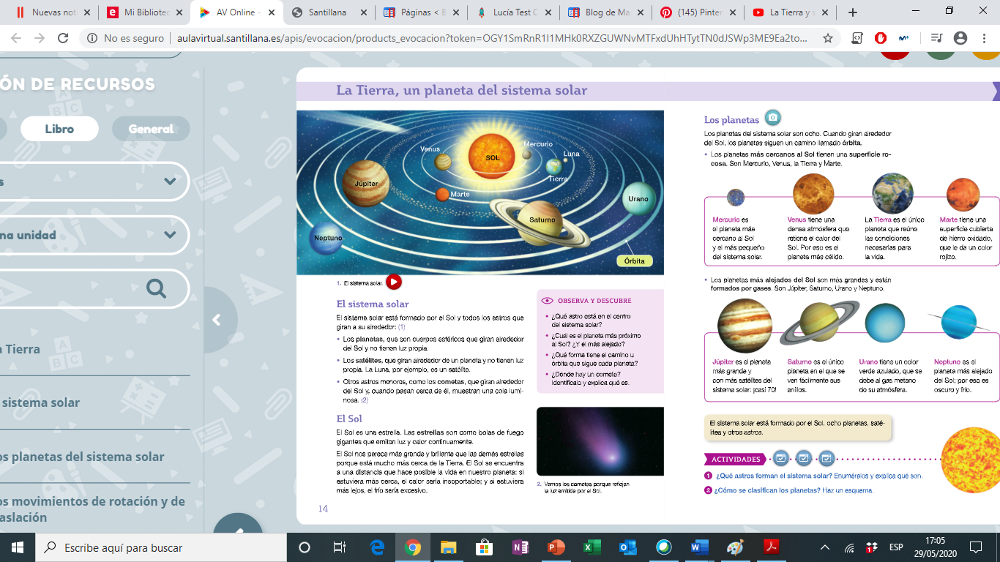 Nuevas not
Mi Bibliotec
AV Online -
Santillana
Páginas < B
Lucía Test C
Blog de Ma
(145) Pinter
La Tierra y s
No es seguro
aulavirtual.santillana.es/apis/evocacion/products_evocacion?token=OGY1SmRnR1I1MHk0RXZGUWNvMTFxdUhHTytTN0dJSWp3ME9Ea2to...
ÓN DE RECURSOS
Libro
General
s
na unidad
a Tierra
sistema solar
os planetas del sistema solar
os movimientos de rotación y de
aslación
La Tierra, un planeta del sistema solar
Venus
SOL
Mercurio
Luna
Tierra
Júpiter
Marte
Urano
Saturno
Neptuno
Órbita
1. El sistema solar.
El sistema solar
El sistema solar está formado por el Sol y todos los astros que
giran a su alrededor: (1)
• Los planetas, que son cuerpos esféricos que giran alrededor
del Sol y no tienen luz propia.
• Los satélites, que giran alrededor de un planeta y no tienen luz
propia. La Luna, por ejemplo, es un satélite.
• Otros astros menores, como los cometas, que giran alrededor
del Sol y, cuando pasan cerca de él, muestran una cola lumi-
nosa. (2)
El Sol
El Sol es una estrella. Las estrellas son como bolas de fuego
gigantes que emiten luz y calor continuamente.
El Sol nos parece más grande y brillante que las demás estrellas
porque está mucho más cerca de la Tierra. El Sol se encuentra
a una distancia que hace posible la vida en nuestro planeta: si
estuviera más cerca, el calor sería insoportable; y si estuviera
más lejos, el frío sería excesivo.
14
OBSERVA Y DESCUBRE
• ¿Qué astro está en el centro
del sistema solar?
• ¿Cuál es el planeta más próximo
al Sol? ¿Y el más alejado?
• ¿Qué forma tiene el camino u
órbita que sigue cada planeta?
• ¿Dónde hay un cometa?
Identifícalo y explica qué es.
2. Vemos los cometas porque reflejan
la luz emitida por el Sol.
Los planetas
Los planetas del sistema solar son ocho. Cuando giran alrededor
del Sol, los planetas siguen un camino llamado órbita.
• Los planetas más cercanos al Sol tienen una superficie ro-
cosa. Son Mercurio, Venus, la Tierra y Marte.
Mercurio es
el planeta más
cercano al Sol
y el más pequeño
del sistema solar.
Venus tiene una
densa atmósfera que
retiene el calor del
Sol. Por eso es el
planeta más cálido.
La Tierra es el único
planeta que reúne
las condiciones
necesarias para
la vida.
Marte tiene una
superficie cubierta
de hierro oxidado,
que le da un color
rojizo.
• Los planetas más alejados del Sol son más grandes y están
formados por gases. Son Júpiter, Saturno, Urano y Neptuno.
Júpiter es el planeta
más grande y
con más satélites del
sistema solar: ¡casi 70!
Saturno es el único
planeta en el que se
ven fácilmente sus
anillos.
Urano tiene un color
verde azulado, que se
debe al gas metano
de su atmósfera.
Neptuno es el
planeta más alejado
del Sol; por eso es
oscuro y frío.
El sistema solar está formado por el Sol, ocho planetas, saté-
lites y otros astros.
ACTIVIDADES
1 ¿Qué astros forman el sistema solar? Enuméralos y explica qué son.
2 ¿Cómo se clasifican los planetas? Haz un esquema.
Escribe aquí para buscar
ESP
17:05
29/05/2020